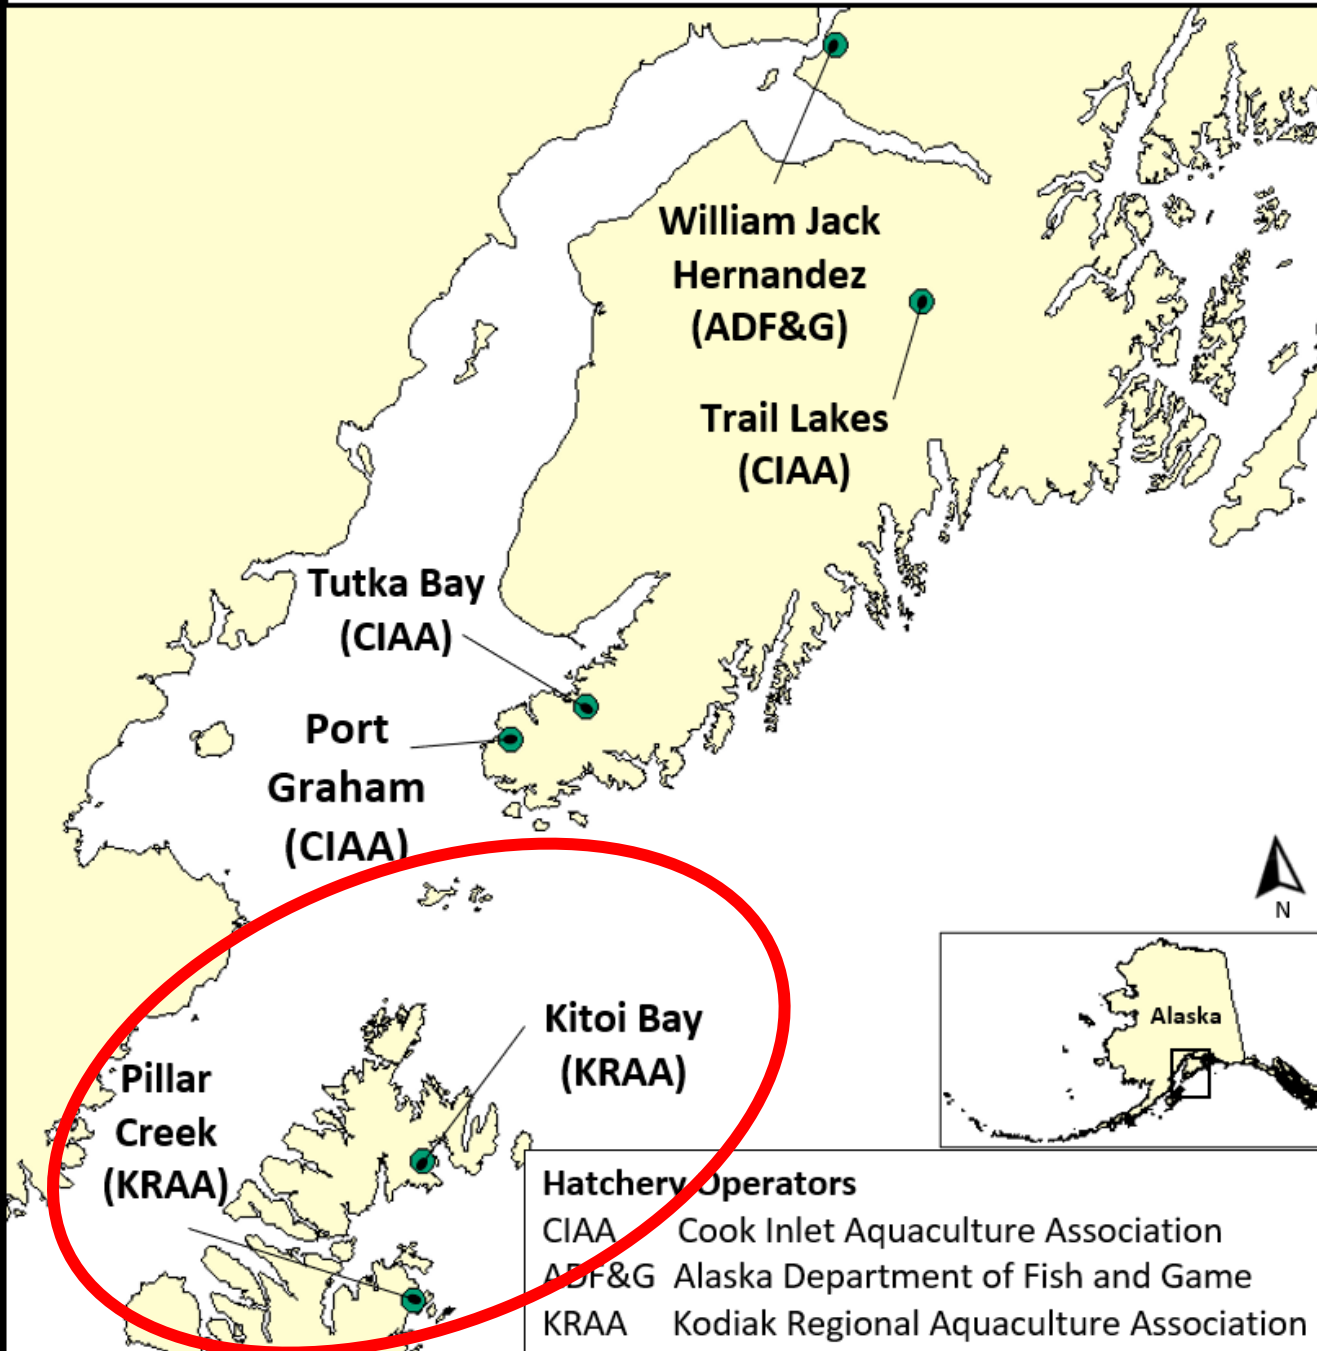 William Jack
Hernandez
(ADF&G)
Trail Lakes
(CIAA)
Tutka Bay
(CIAA)
Port
Graham
(CIAA)
N
Alaska
Kitoi Bay
(KRAA)
Pillar
Creek
(KRAA)
Hatchery Operators
CIAA Cook Inlet Aquaculture Association
ADF&G Alaska Department of Fish and Game
KRAA Kodiak Regional Aquaculture Association